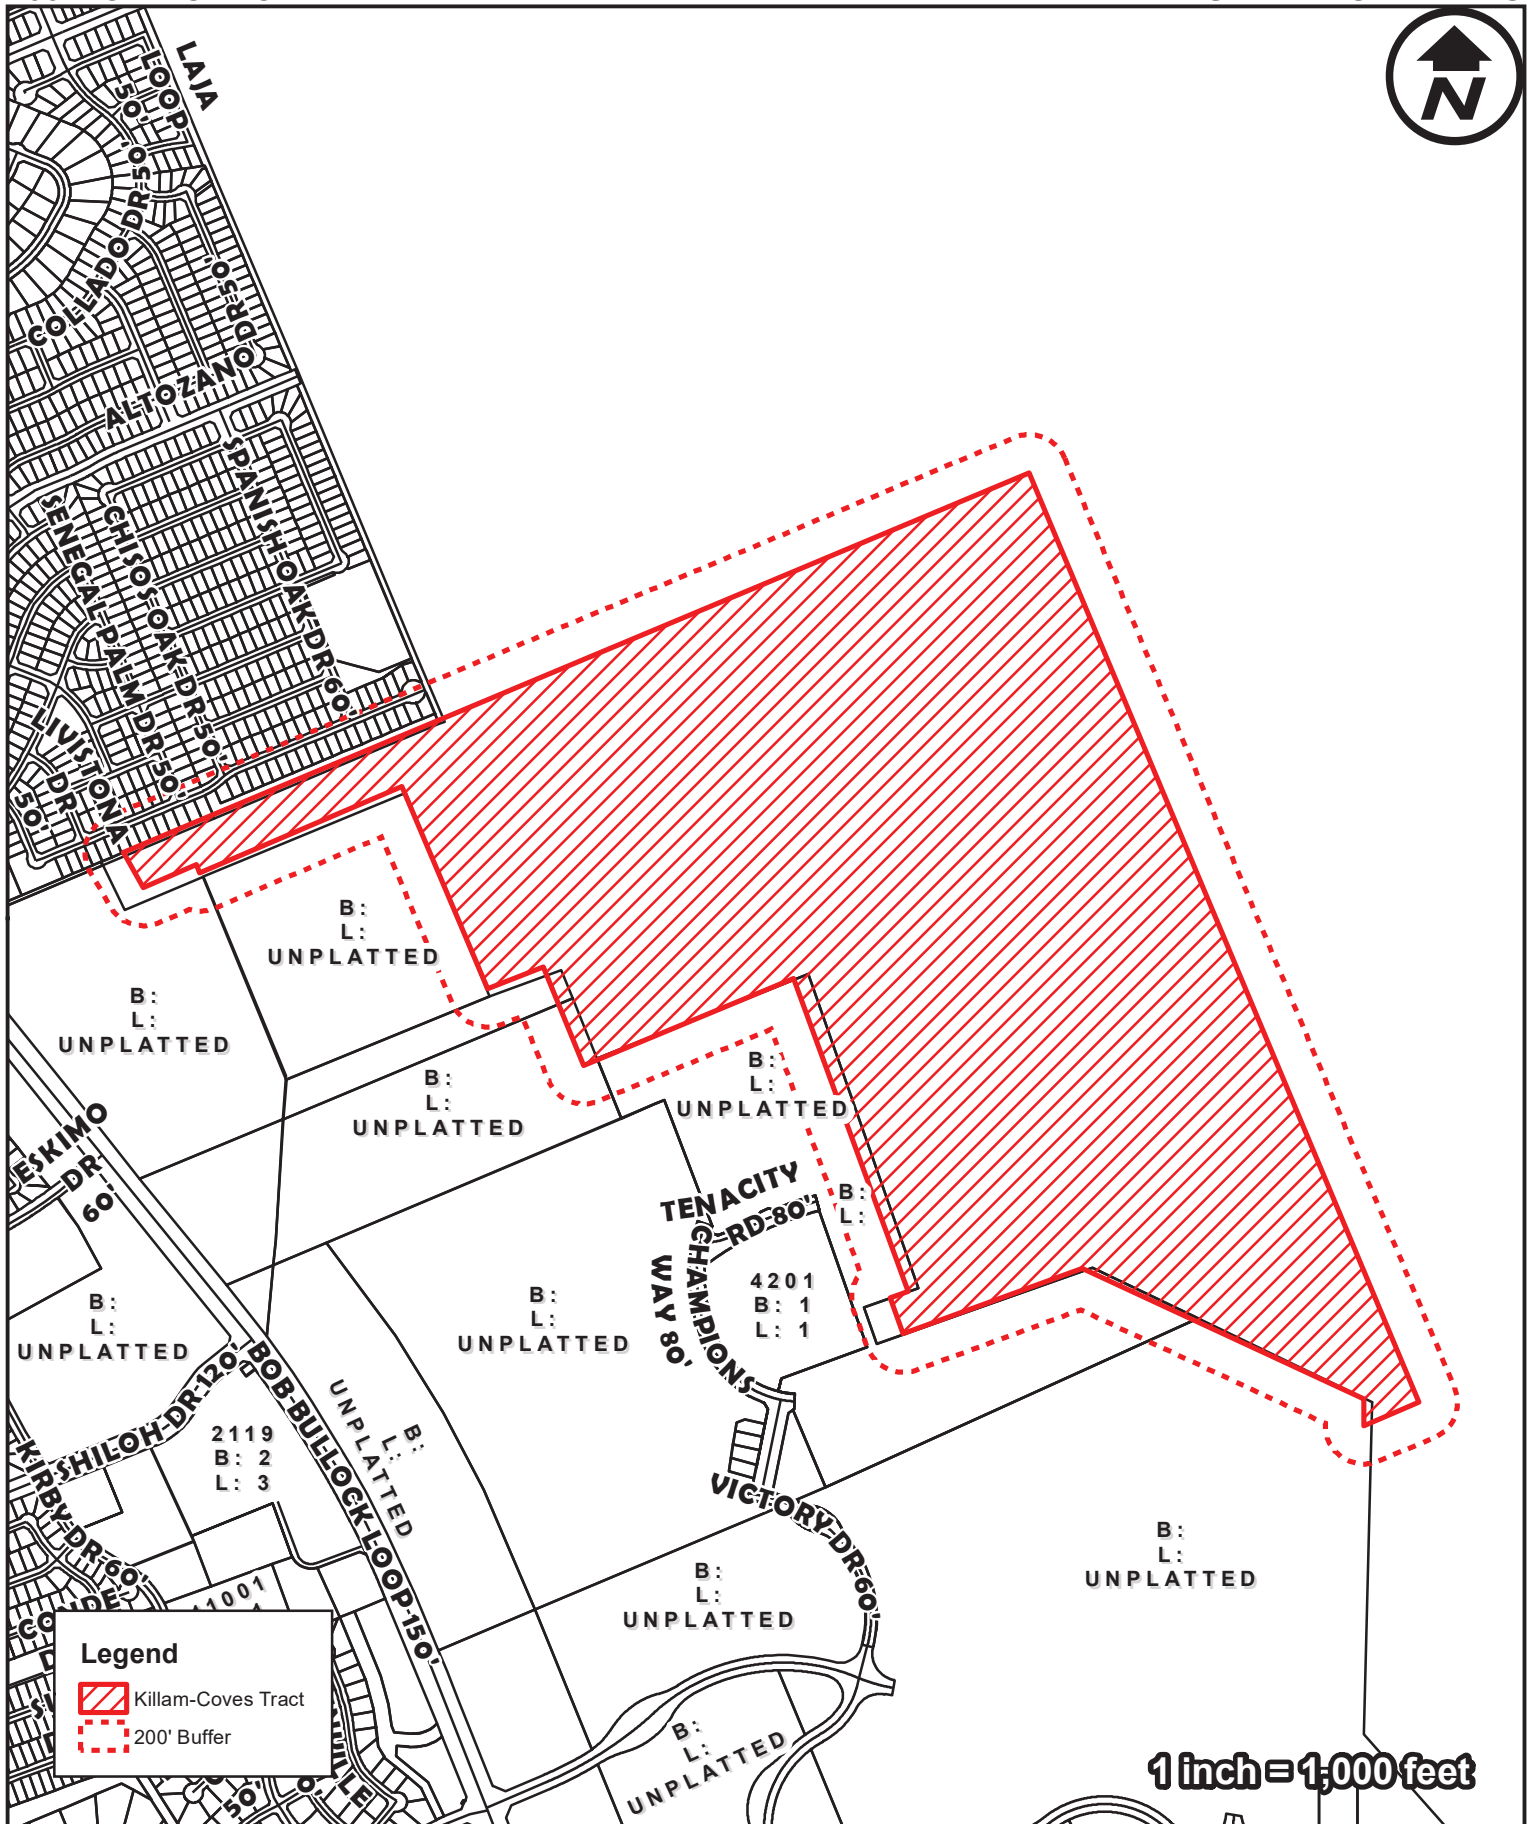 N
LAJA
LOOP
50'
COLLADO DR 50'
DR 50'
ALTOZANO
SPANISH OAK DR 60'
CHISOS OAK DR 50'
SENEGAL PALM DR 50'
LIVISTONA
DR
50'
B:
L:
UNPLATTED
B:
L:
UNPLATTED
B:
L:
UNPLATTED
B:
L:
UNPLATTED
ESKIMO
DR
60'
TENACITY
RD 80'
B:
L:
CHAMPIONS
WAY 80'
4201
B: 1
L: 1
B:
L:
UNPLATTED
B:
L:
UNPLATTED
SHILOH DR 120'
BOB BULLOCK LOOP 150'
B:
L:
UNPLATTED
2119
B: 2
L: 3
KIRBY DR 60'
VICTORY DR 60'
B:
L:
UNPLATTED
B:
L:
UNPLATTED
B:
L:
UNPLATTED
50'
Legend
Killam-Coves Tract
200' Buffer
1 inch = 1,000 feet